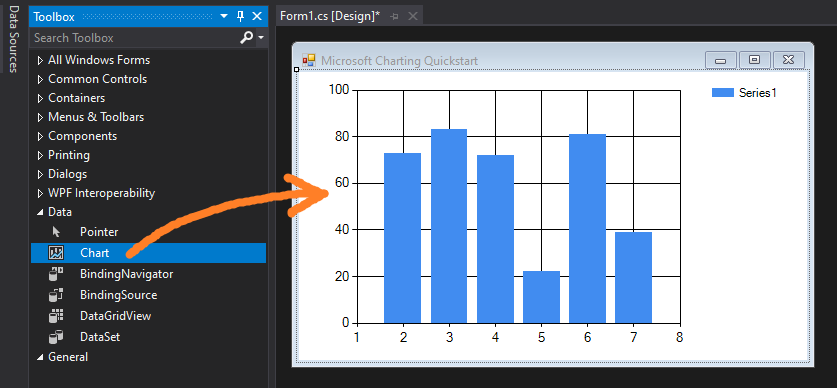 Data Sources
Toolbox
Search Toolbox
All Windows Forms
Common Controls
Containers
Menus & Toolbars
Components
Printing
Dialogs
WPF Interoperability
Data
Pointer
Chart
BindingNavigator
BindingSource
DataGridView
DataSet
General
Form1.cs [Design]*
Microsoft Charting Quickstart
100
80
60
40
20
0
1 2 3 4 5 6 7 8
Series1